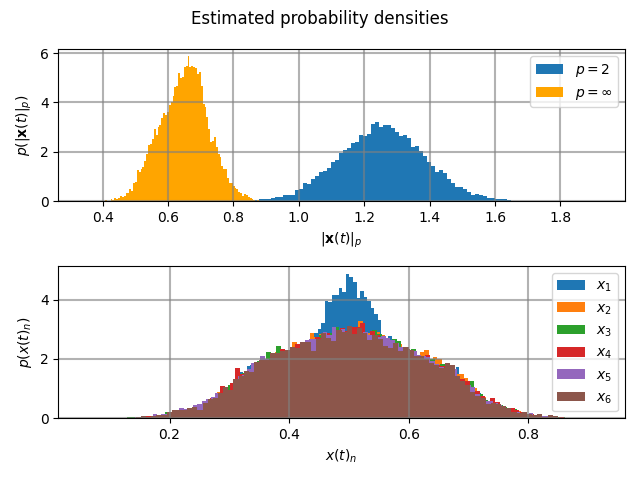 Estimated probability densities
p(|x(t)|ₚ)
6
4
2
0
0.4 0.6 0.8 1.0 1.2 1.4 1.6 1.8
|x(t)|ₚ
p = 2
p = ∞
p(x(t)ₙ)
4
2
0
0.2 0.4 0.6 0.8
x(t)ₙ
x₁
x₂
x₃
x₄
x₅
x₆